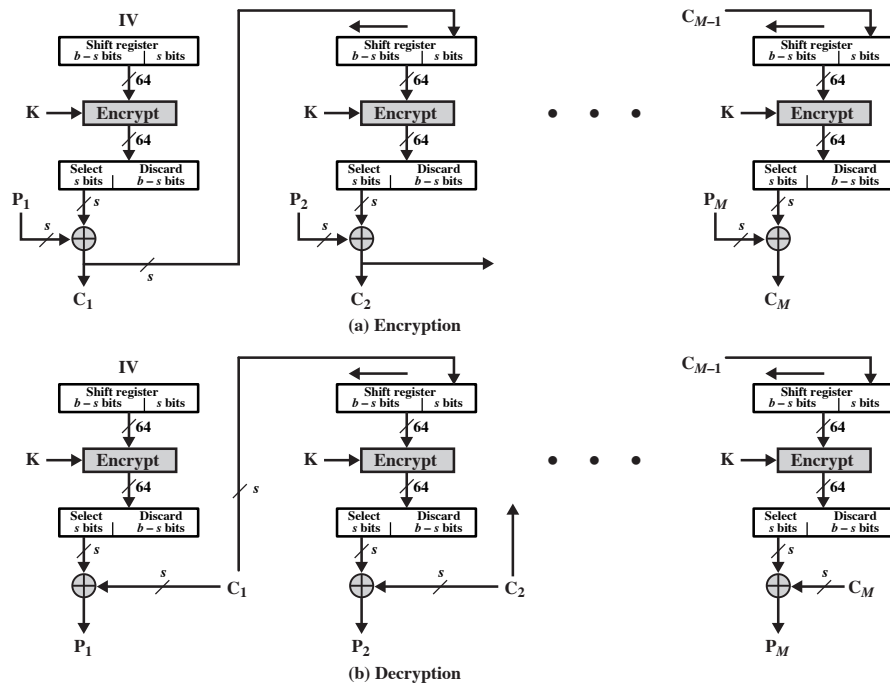 IV
C_{M–1}
Shift register
b – s bits | s bits
Shift register
b – s bits | s bits
Shift register
b – s bits | s bits
64
64
64
K
Encrypt
K
Encrypt
• • •
K
Encrypt
64
64
64
Select
s bits
Discard
b – s bits
Select
s bits
Discard
b – s bits
Select
s bits
Discard
b – s bits
P_1
s
P_2
s
P_M
s
s
s
s
s
C_1
C_2
C_M
(a) Encryption
IV
C_{M–1}
Shift register
b – s bits | s bits
Shift register
b – s bits | s bits
Shift register
b – s bits | s bits
64
64
64
K
Encrypt
K
Encrypt
• • •
K
Encrypt
64
s
64
64
Select
s bits
Discard
b – s bits
Select
s bits
Discard
b – s bits
Select
s bits
Discard
b – s bits
s
s
s
s
C_1
s
C_2
s
C_M
P_1
P_2
P_M
(b) Decryption